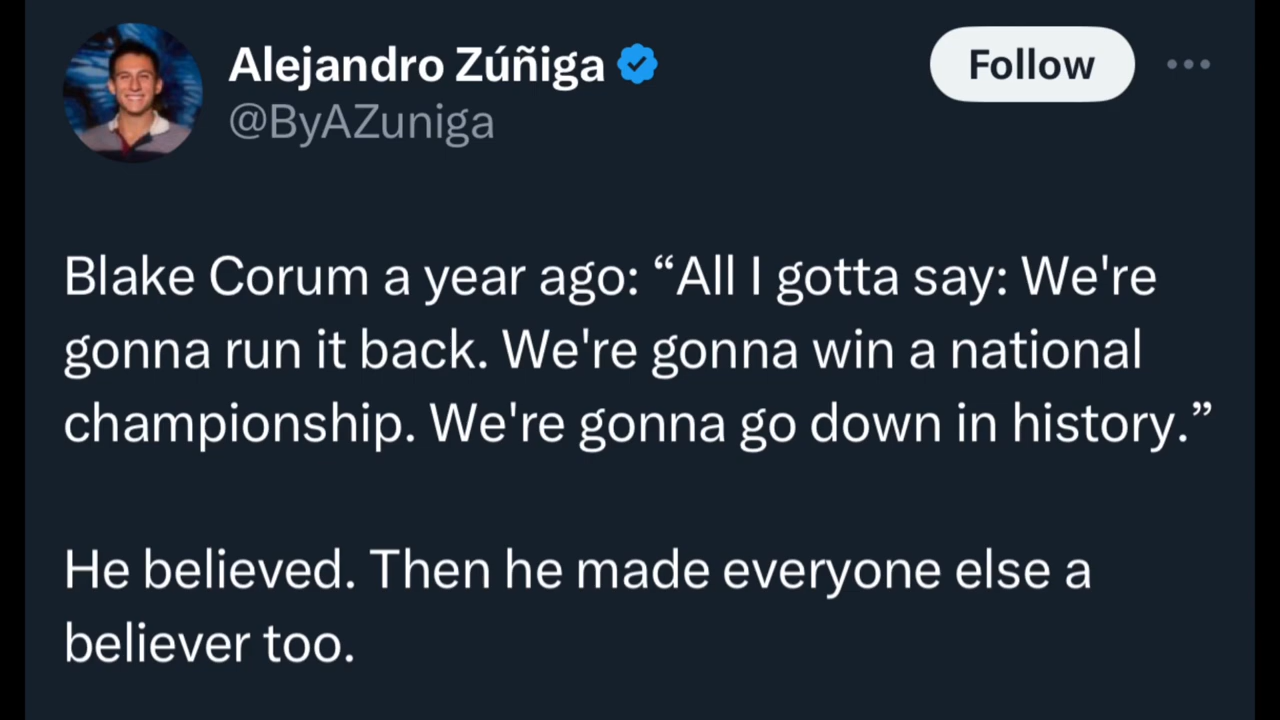 Alejandro Zúñiga
@ByAZuniga
Follow
Blake Corum a year ago: “All I gotta say: We're
gonna run it back. We're gonna win a national
championship. We're gonna go down in history.”
He believed. Then he made everyone else a
believer too.